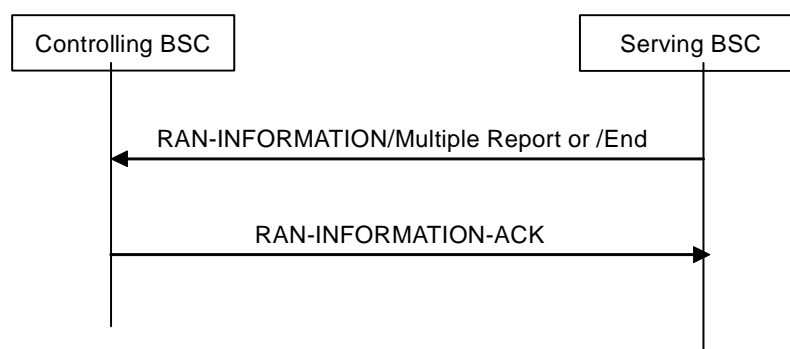 Controlling BSC
Serving BSC
RAN-INFORMATION/Multiple Report or /End
RAN-INFORMATION-ACK